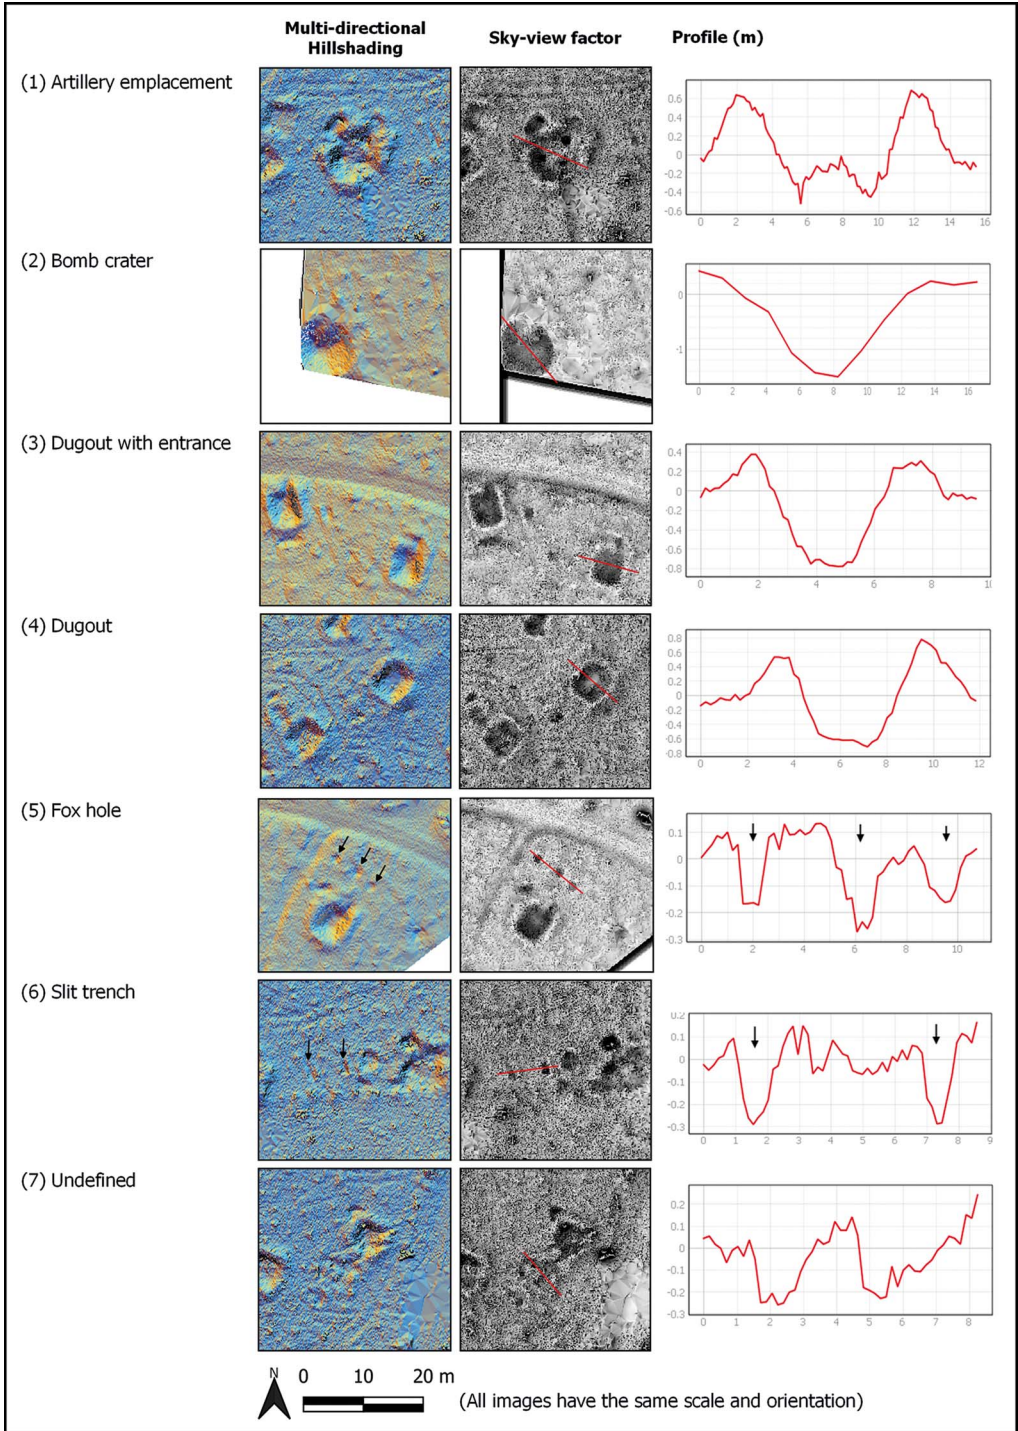 Multi-directional
Hillshading
Sky-view factor
Profile (m)
(1) Artillery emplacement
0.6
0.4
0.2
0
-0.2
-0.4
-0.6
0 2 4 6 8 10 12 14 16
(2) Bomb crater
0
-1
0 2 4 6 8 10 12 14 16
(3) Dugout with entrance
0.4
0.2
0
-0.2
-0.4
-0.6
-0.8
0 2 4 6 8
(4) Dugout
0.8
0.6
0.4
0.2
0
-0.2
-0.4
-0.6
-0.8
0 2 4 6 8 10 12
(5) Fox hole
0.1
0
-0.1
-0.2
-0.3
0 2 4 6 8 10
(6) Slit trench
0.2
0.1
0
-0.1
-0.2
-0.3
0 1 2 3 4 5 6 7 8 9
(7) Undefined
0.2
0.1
0
-0.1
-0.2
-0.3
0 1 2 3 4 5 6 7 8
N
0 10 20 m
(All images have the same scale and orientation)